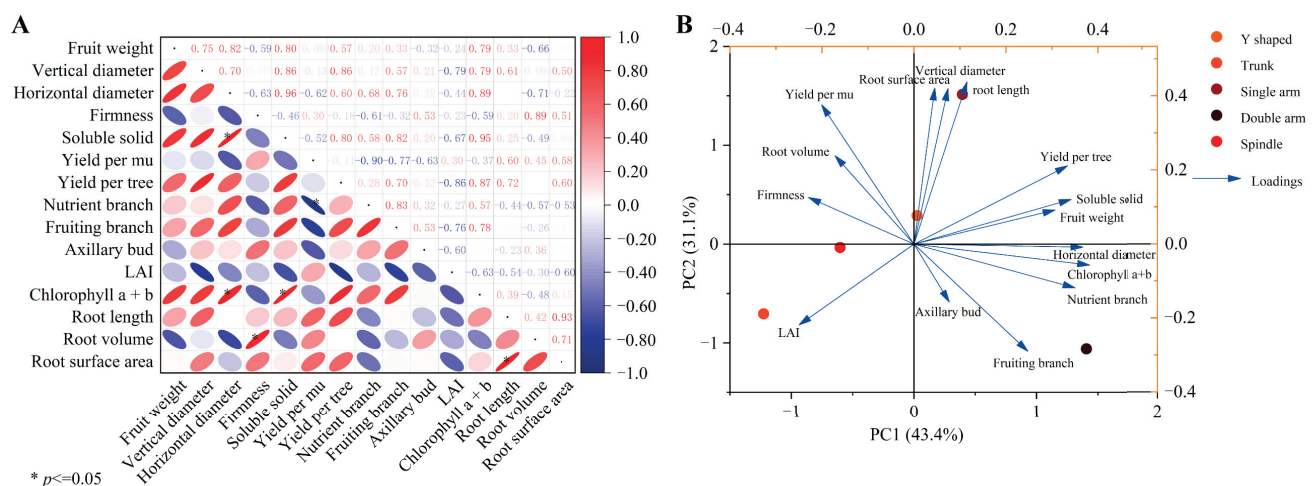 A
Fruit weight 0.75 0.82 −0.59 0.80 0.57 0.20 0.33 −0.32 −0.24 0.79 0.33 −0.66
Vertical diameter 0.70 0.86 0.86 0.57 0.21 −0.79 0.79 0.61 0.50
Horizontal diameter −0.63 0.96 −0.62 0.60 0.68 0.76 −0.44 0.89 −0.71 −0.22
Firmness −0.46 0.30 −0.20 −0.61 −0.32 0.53 −0.23 −0.59 0.20 0.89 0.51
Soluble solid −0.52 0.80 0.58 0.82 0.20 −0.67 0.95 0.25 −0.49
Yield per mu −0.90 −0.77 −0.63 0.30 −0.37 0.60 0.45 0.58
Yield per tree 0.28 0.70 −0.86 0.87 0.72 0.60
Nutrient branch 0.83 0.32 −0.27 0.57 −0.44 −0.57 −0.53
Fruiting branch 0.53 −0.76 0.78 −0.26
Axillary bud −0.60 −0.23 0.36
LAI −0.63 −0.54 −0.30 −0.60
Chlorophyll a + b 0.39 −0.48 0.15
Root length 0.42 0.93
Root volume 0.71
Root surface area
*
*
*
*
*
*
1.0
0.80
0.60
0.40
0.20
0.0
−0.20
−0.40
−0.60
−0.80
−1.0
Fruit weight
Vertical diameter
Horizontal diameter
Firmness
Soluble solid
Yield per mu
Yield per tree
Nutrient branch
Fruiting branch
Axillary bud
LAI
Chlorophyll a + b
Root length
Root volume
Root surface area
* p<=0.05
B
−0.4 −0.2 0.0 0.2 0.4
2
1
0
−1
PC2 (31.1%)
−1 0 1 2
PC1 (43.4%)
0.4
0.2
0.0
−0.2
−0.4
Vertical diameter
Root surface area
root length
Yield per mu
Root volume
Yield per tree
Firmness
Soluble solid
Fruit weight
Horizontal diameter
Chlorophyll a+b
Nutrient branch
Axillary bud
LAI
Fruiting branch
Y shaped
Trunk
Single arm
Double arm
Spindle
Loadings